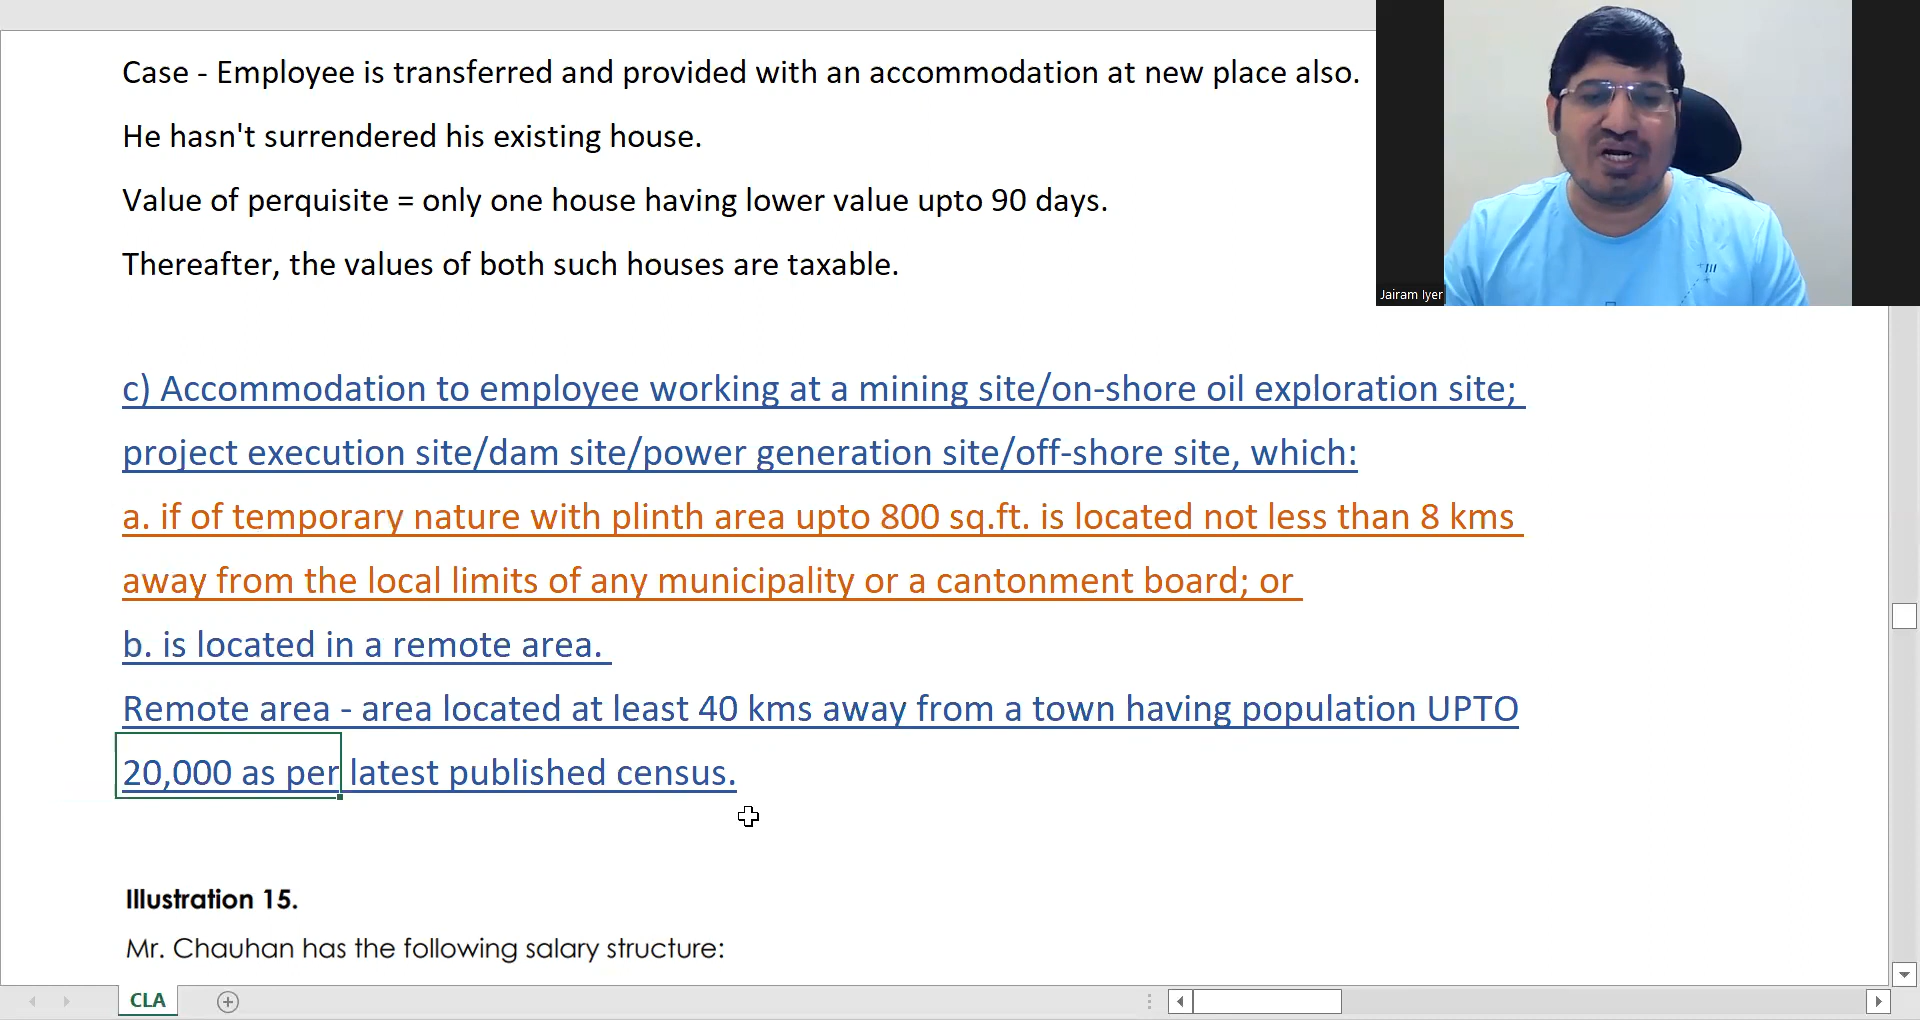 Case - Employee is transferred and provided with an accommodation at new place also.
He hasn't surrendered his existing house.
Value of perquisite = only one house having lower value upto 90 days.
Thereafter, the values of both such houses are taxable.
Jairam Iyer
c) Accommodation to employee working at a mining site/on-shore oil exploration site;
project execution site/dam site/power generation site/off-shore site, which:
a. if of temporary nature with plinth area upto 800 sq.ft. is located not less than 8 kms
away from the local limits of any municipality or a cantonment board; or
b. is located in a remote area.
Remote area - area located at least 40 kms away from a town having population UPTO
20,000 as per latest published census.
Illustration 15.
Mr. Chauhan has the following salary structure:
CLA